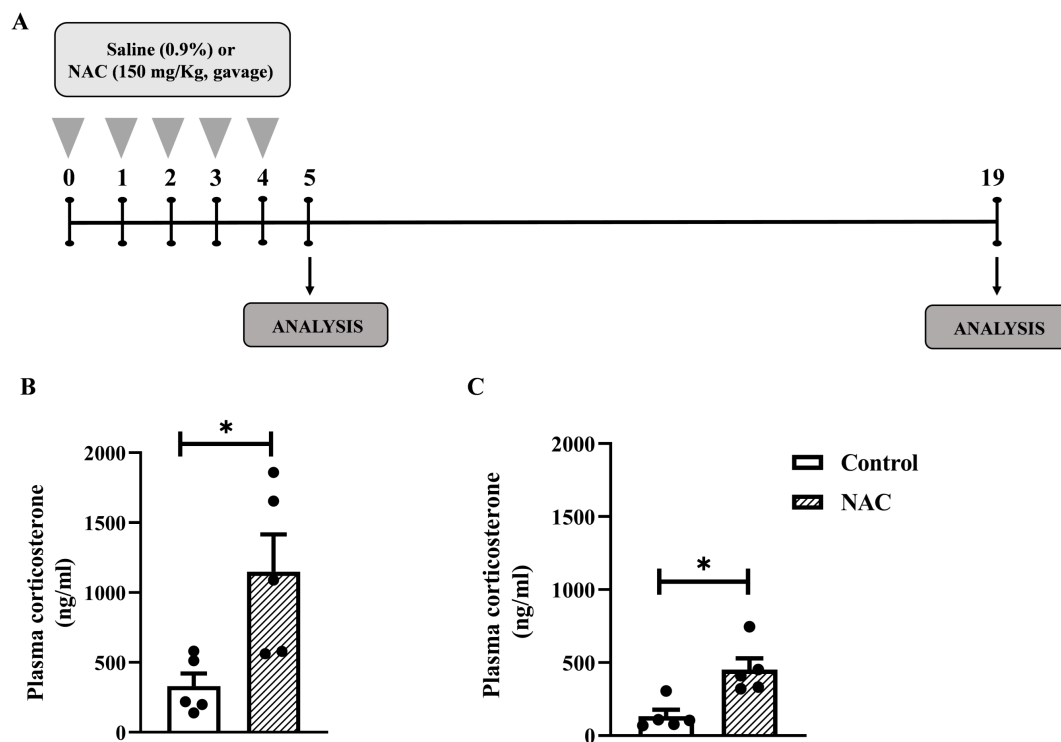 A
Saline (0.9%) or
NAC (150 mg/Kg, gavage)
0 1 2 3 4 5 19
ANALYSIS ANALYSIS
B
Plasma corticosterone
(ng/ml)
2000
1500
1000
500
0
*
C
Plasma corticosterone
(ng/ml)
2000
1500
1000
500
0
*
Control
NAC